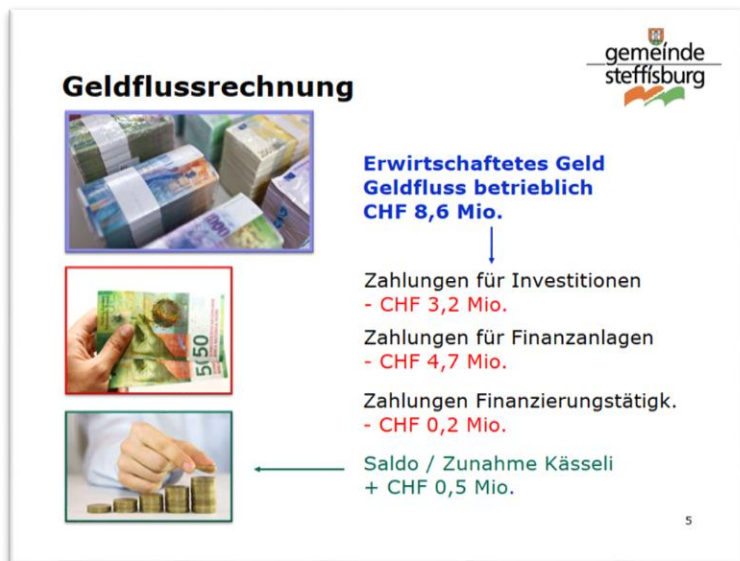 gemeinde
steffisburg
Geldflussrechnung
Erwirtschaftetes Geld
Geldfluss betrieblich
CHF 8,6 Mio.
Zahlungen für Investitionen
- CHF 3,2 Mio.
Zahlungen für Finanzanlagen
- CHF 4,7 Mio.
Zahlungen Finanzierungstätigk.
- CHF 0,2 Mio.
Saldo / Zunahme Kässeli
+ CHF 0,5 Mio.
50
5